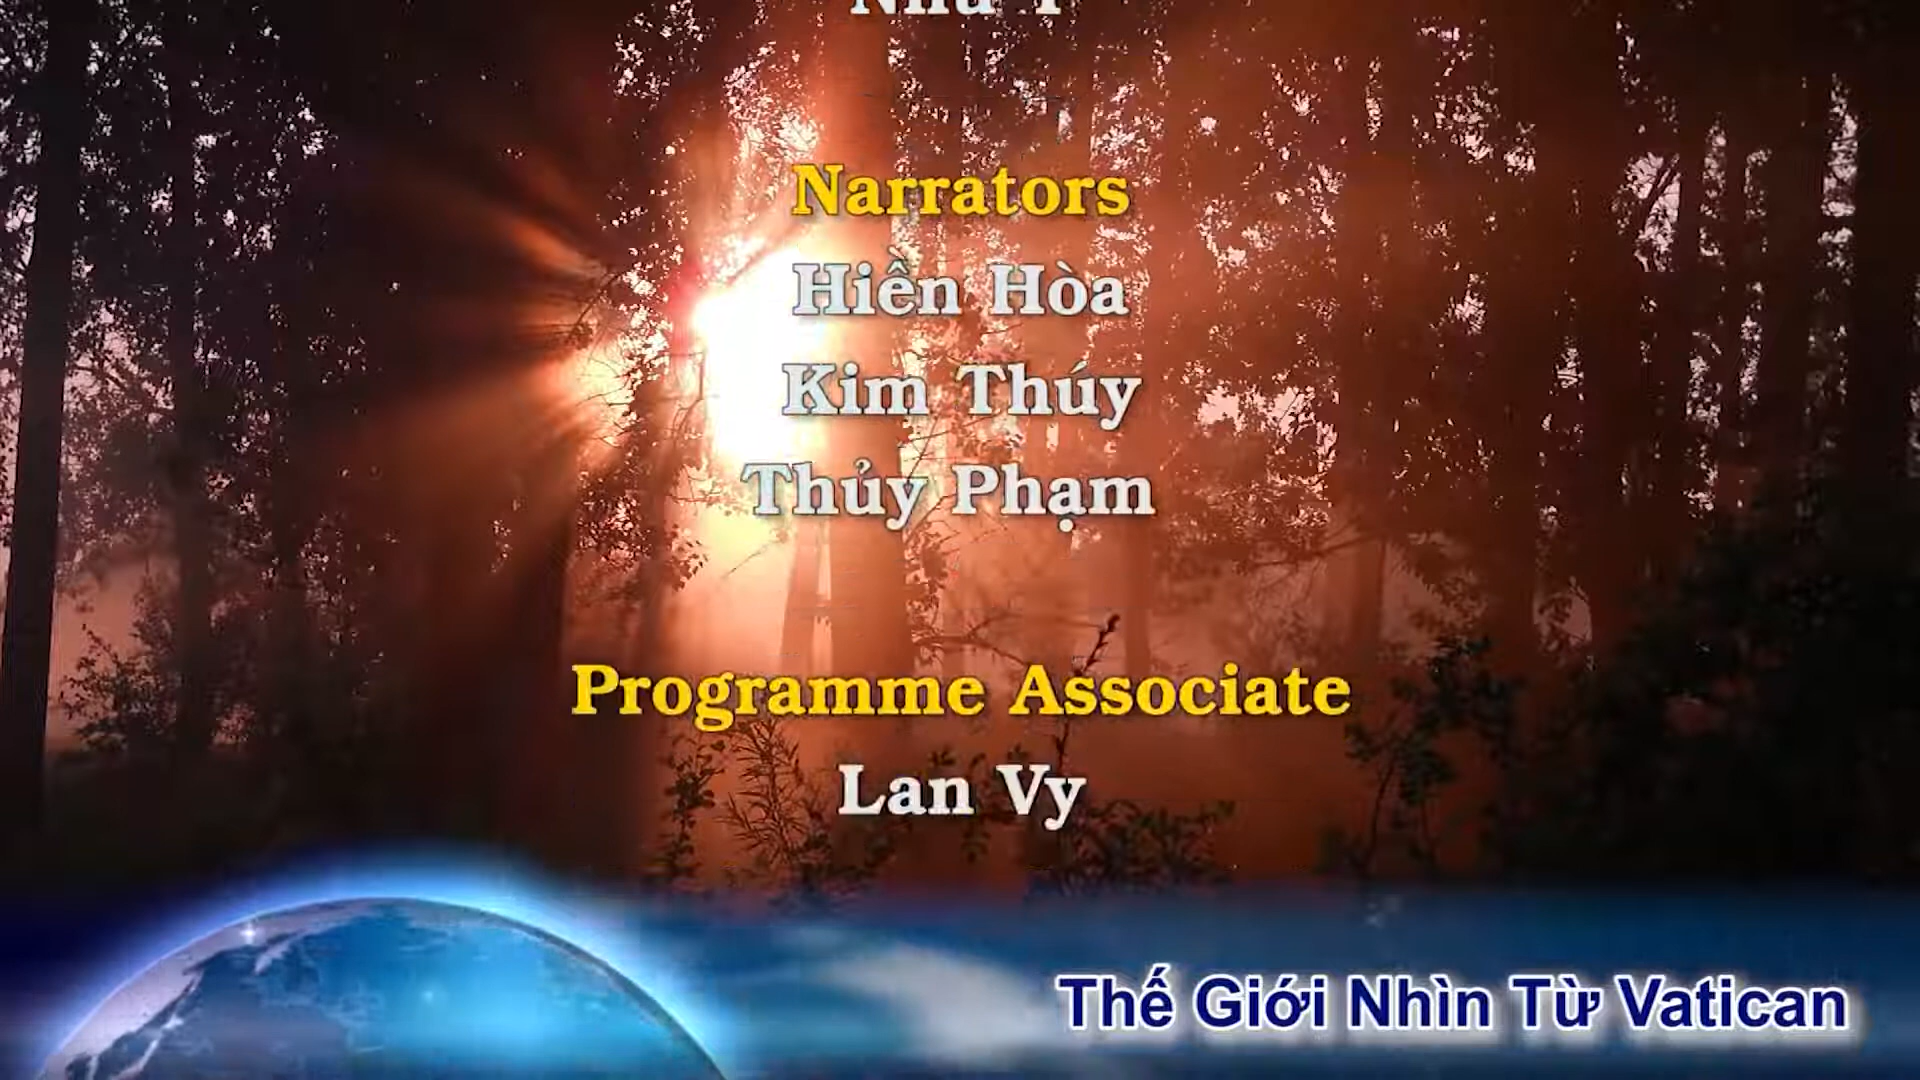 Narrators
Hiền Hòa
Kim Thúy
Thủy Phạm
Programme Associate
Lan Vy
Thế Giới Nhìn Từ Vatican